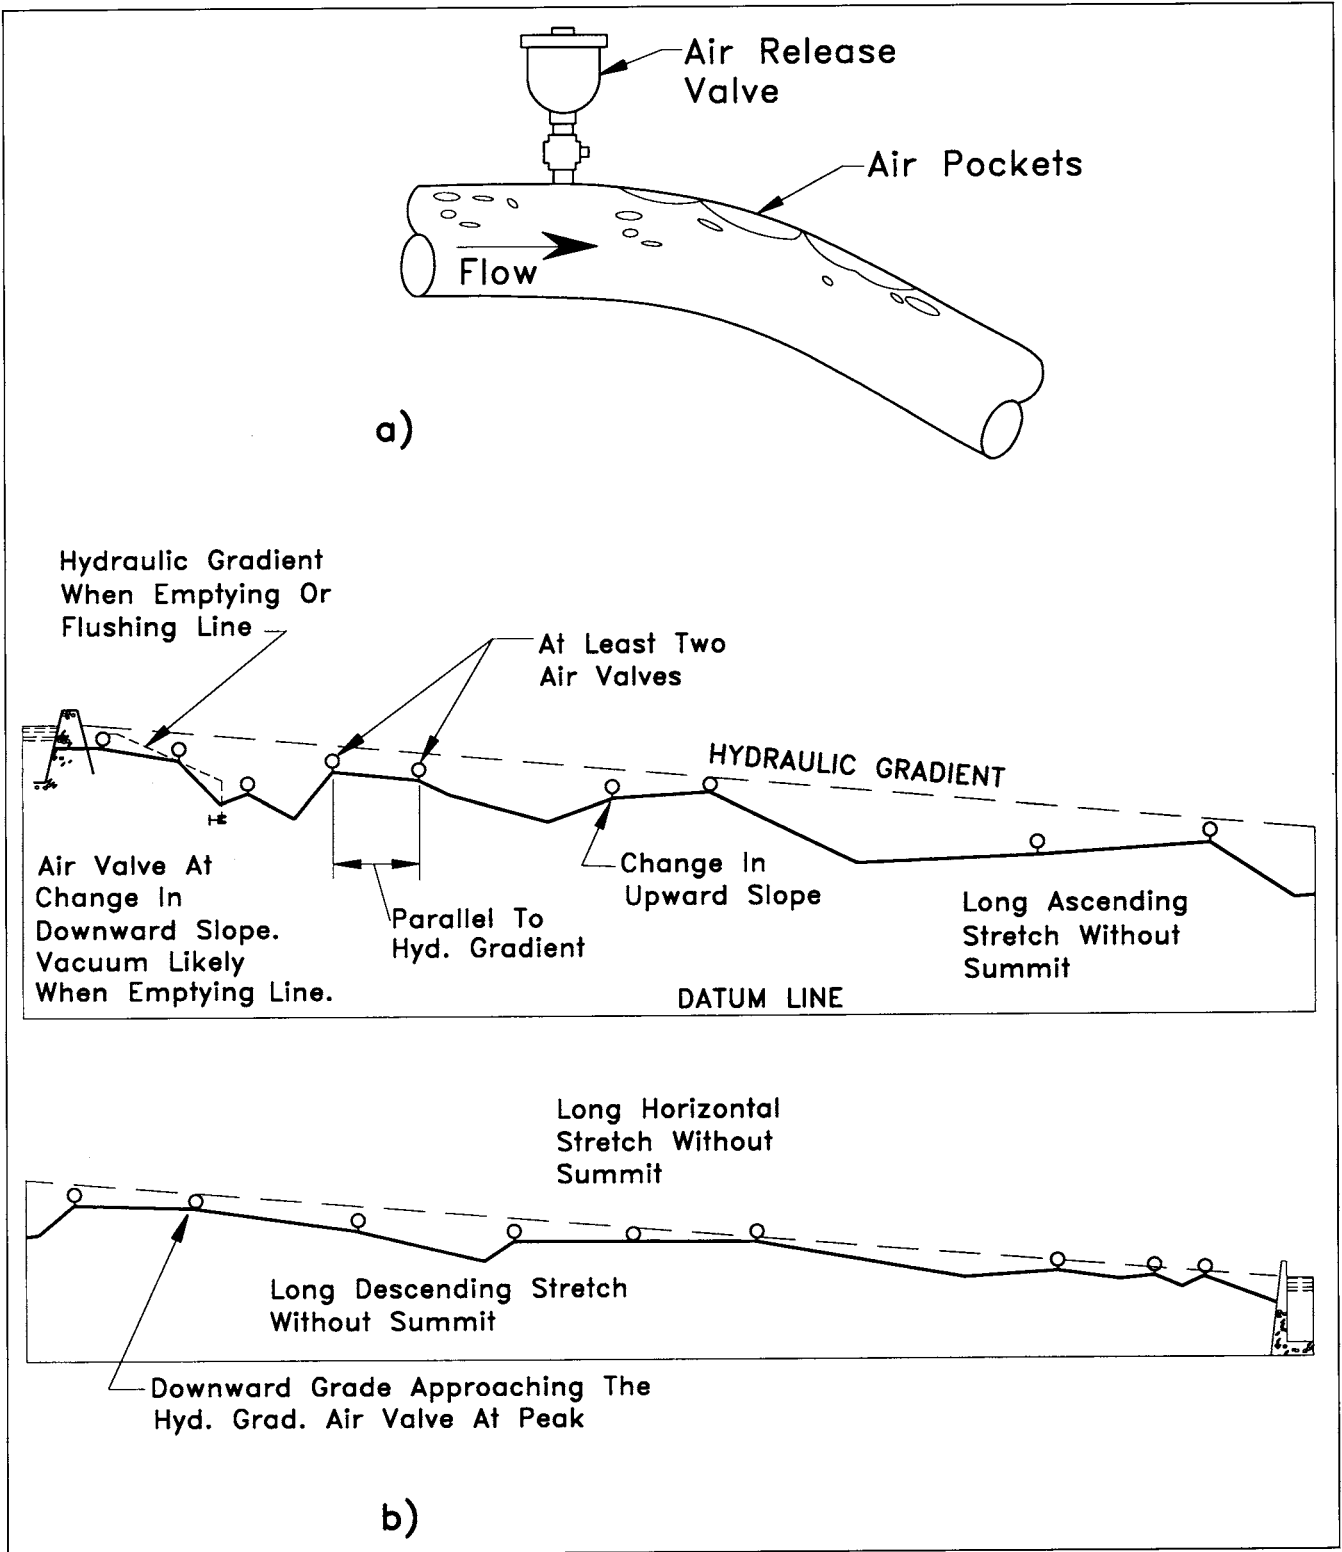 Air Release
Valve
Air Pockets
Flow
a)
Hydraulic Gradient
When Emptying Or
Flushing Line
At Least Two
Air Valves
HYDRAULIC GRADIENT
Air Valve At
Change In
Downward Slope.
Vacuum Likely
When Emptying Line.
Parallel To
Hyd. Gradient
Change In
Upward Slope
Long Ascending
Stretch Without
Summit
DATUM LINE
Long Horizontal
Stretch Without
Summit
Long Descending Stretch
Without Summit
Downward Grade Approaching The
Hyd. Grad. Air Valve At Peak
b)